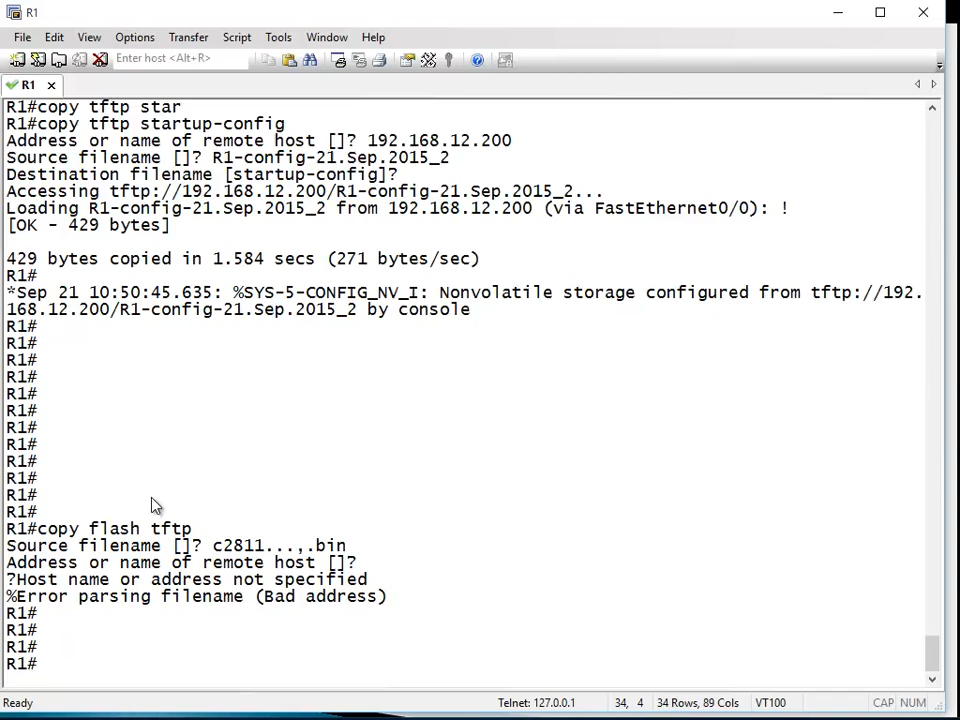 R1
File Edit View Options Transfer Script Tools Window Help
Enter host <Alt+R>
R1
R1#copy tftp star
R1#copy tftp startup-config
Address or name of remote host []? 192.168.12.200
Source filename []? R1-config-21.Sep.2015_2
Destination filename [startup-config]?
Accessing tftp://192.168.12.200/R1-config-21.Sep.2015_2...
Loading R1-config-21.Sep.2015_2 from 192.168.12.200 (via FastEthernet0/0): !
[OK - 429 bytes]
429 bytes copied in 1.584 secs (271 bytes/sec)
R1#
*Sep 21 10:50:45.635: %SYS-5-CONFIG_NV_I: Nonvolatile storage configured from tftp://192.
168.12.200/R1-config-21.Sep.2015_2 by console
R1#
R1#
R1#
R1#
R1#
R1#
R1#
R1#
R1#
R1#
R1#
R1#
R1#copy flash tftp
Source filename []? c2811...,.bin
Address or name of remote host []?
?Host name or address not specified
%Error parsing filename (Bad address)
R1#
R1#
R1#
R1#
Ready Telnet: 127.0.0.1 34, 4 34 Rows, 89 Cols VT100 CAP NUM